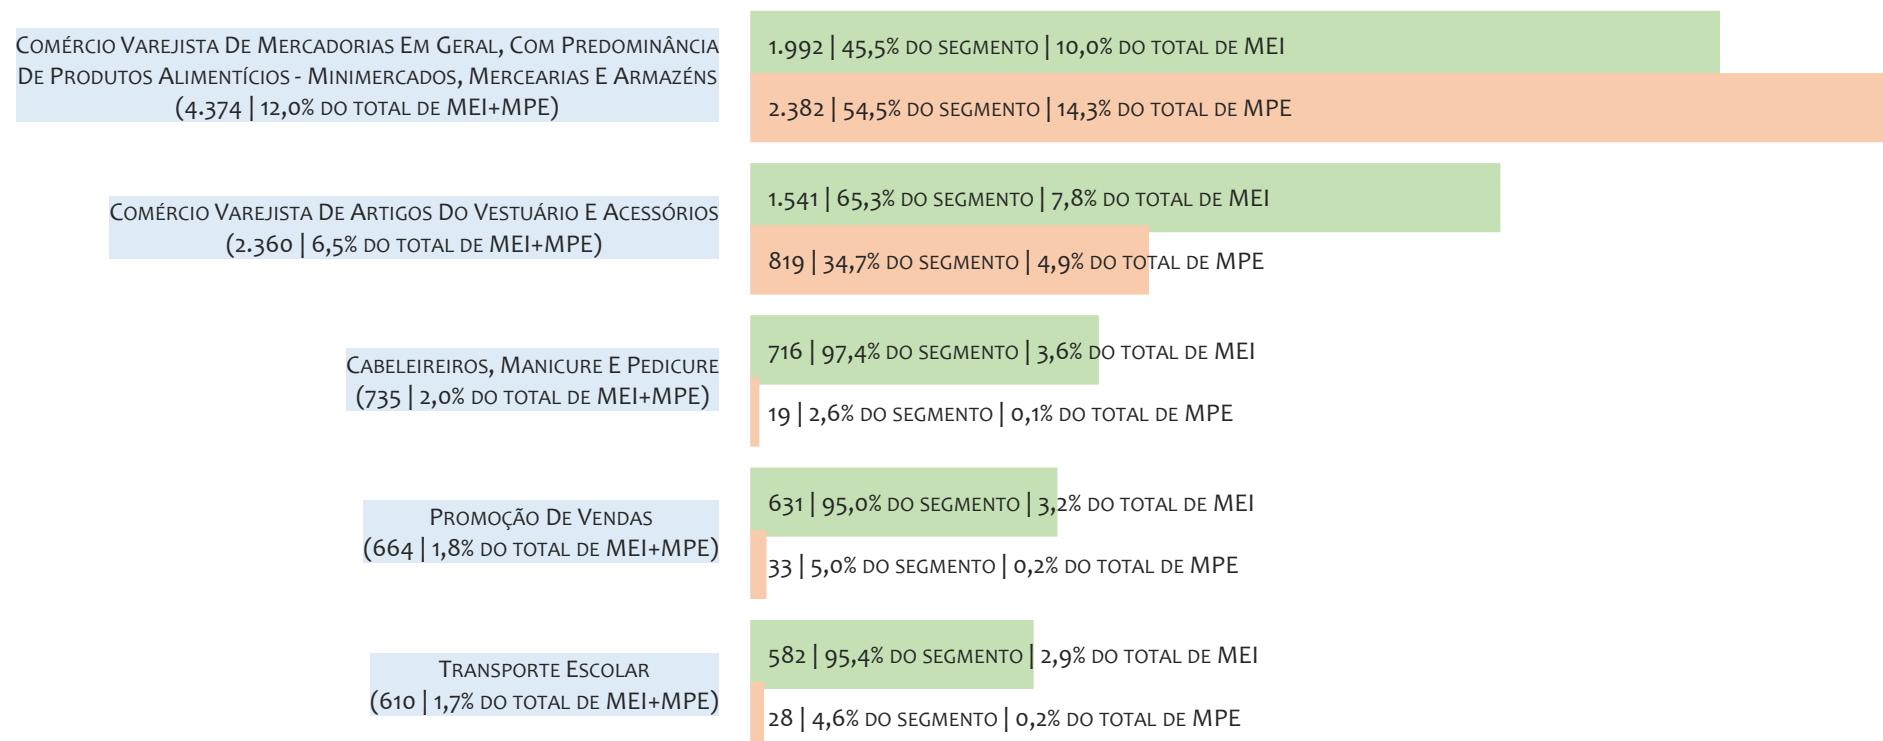 Comércio Varejista De Mercadorias Em Geral, Com Predominância
De Produtos Alimentícios - Minimercados, Mercearias E Armazéns
(4.374 | 12,0% do total de MEI+MPE)
1.992 | 45,5% do segmento | 10,0% do total de MEI
2.382 | 54,5% do segmento | 14,3% do total de MPE
Comércio Varejista De Artigos Do Vestuário E Acessórios
(2.360 | 6,5% do total de MEI+MPE)
1.541 | 65,3% do segmento | 7,8% do total de MEI
819 | 34,7% do segmento | 4,9% do total de MPE
Cabeleireiros, Manicure E Pedicure
(735 | 2,0% do total de MEI+MPE)
716 | 97,4% do segmento | 3,6% do total de MEI
19 | 2,6% do segmento | 0,1% do total de MPE
Promoção De Vendas
(664 | 1,8% do total de MEI+MPE)
631 | 95,0% do segmento | 3,2% do total de MEI
33 | 5,0% do segmento | 0,2% do total de MPE
Transporte Escolar
(610 | 1,7% do total de MEI+MPE)
582 | 95,4% do segmento | 2,9% do total de MEI
28 | 4,6% do segmento | 0,2% do total de MPE